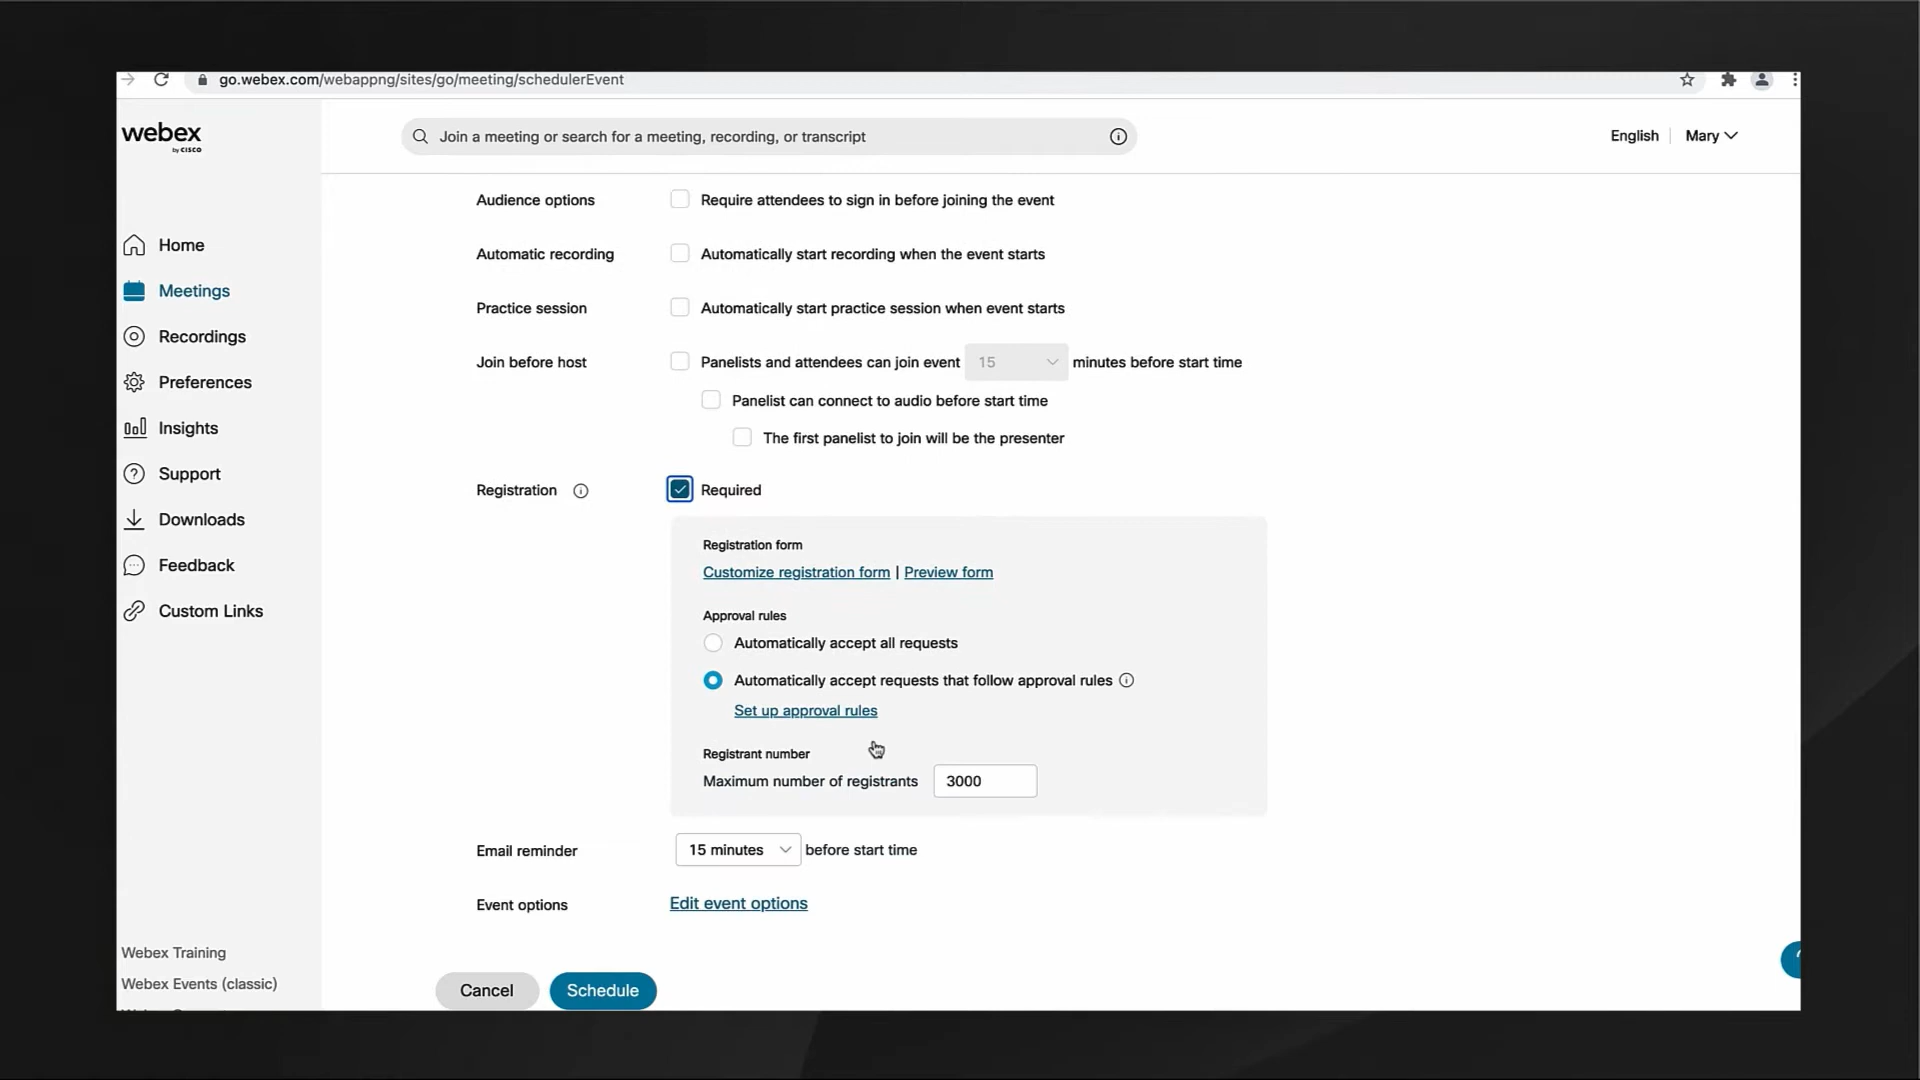 go.webex.com/webappng/sites/go/meeting/schedulerEvent
webex
by CISCO
Join a meeting or search for a meeting, recording, or transcript
English
Mary
Home
Meetings
Recordings
Preferences
Insights
Support
Downloads
Feedback
Custom Links
Webex Training
Webex Events (classic)
Audience options
Require attendees to sign in before joining the event
Automatic recording
Automatically start recording when the event starts
Practice session
Automatically start practice session when event starts
Join before host
Panelists and attendees can join event 15 minutes before start time
Panelist can connect to audio before start time
The first panelist to join will be the presenter
Registration
Required
Registration form
Customize registration form | Preview form
Approval rules
Automatically accept all requests
Automatically accept requests that follow approval rules
Set up approval rules
Registrant number
Maximum number of registrants 3000
Email reminder
15 minutes before start time
Event options
Edit event options
Cancel
Schedule